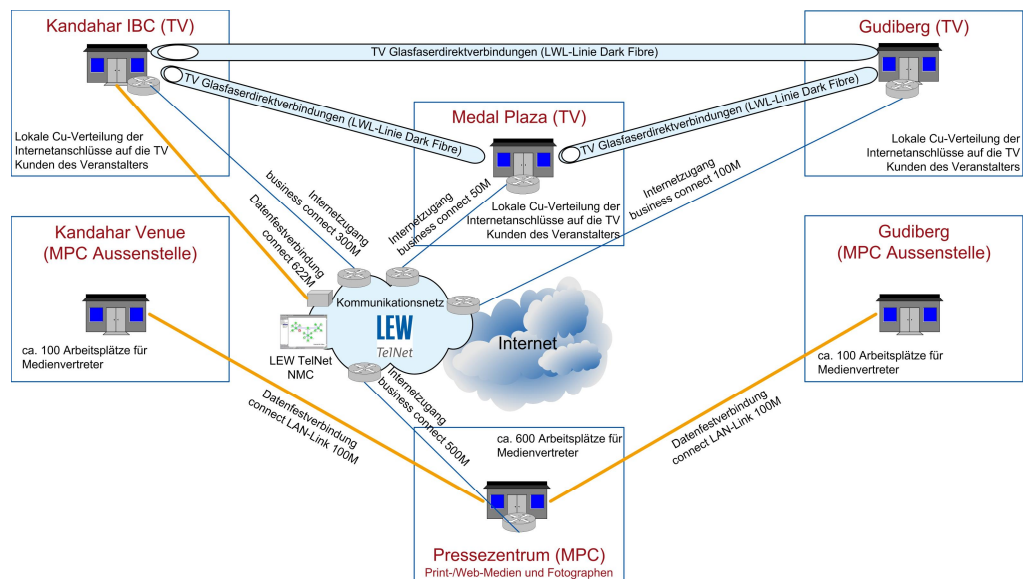 Kandahar IBC (TV)
Gudiberg (TV)
TV Glasfaserdirektverbindungen (LWL-Linie Dark Fibre)
TV Glasfaserdirektverbindungen (LWL-Linie Dark Fibre)
TV Glasfaserdirektverbindungen (LWL-Linie Dark Fibre)
Medal Plaza (TV)
Lokale Cu-Verteilung der
Internetanschlüsse auf die TV
Kunden des Veranstalters
Lokale Cu-Verteilung der
Internetanschlüsse auf die TV
Kunden des Veranstalters
Lokale Cu-Verteilung der
Internetanschlüsse auf die TV
Kunden des Veranstalters
Internetzugang
business connect 300M
Internetzugang
business connect 50M
Internetzugang
business connect 100M
Datenfestverbindung
connect 622M
Kandahar Venue
(MPC Aussenstelle)
Gudiberg
(MPC Aussenstelle)
Kommunikationsnetz
LEW
TelNet
Internet
LEW TelNet
NMC
ca. 100 Arbeitsplätze für
Medienvertreter
ca. 100 Arbeitsplätze für
Medienvertreter
Internetzugang
business connect 500M
Datenfestverbindung
connect LAN-Link 100M
Datenfestverbindung
connect LAN-Link 100M
ca. 600 Arbeitsplätze für
Medienvertreter
Pressezentrum (MPC)
Print-/Web-Medien und Fotographen